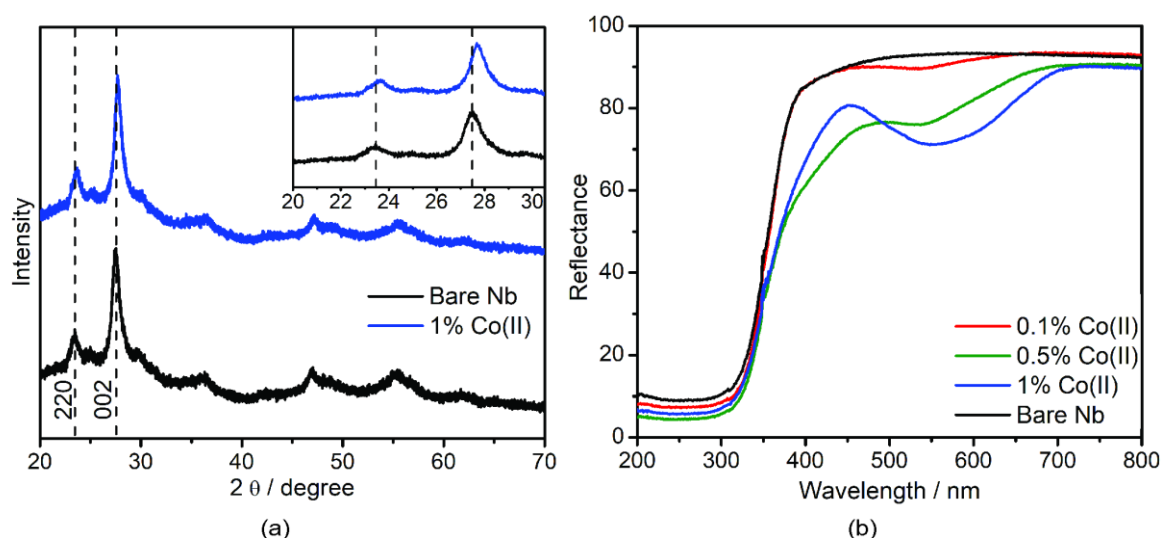 Intensity
20 22 24 26 28 30
Bare Nb
1% Co(II)
220
002
20 30 40 50 60 70
2 θ / degree
(a)
Reflectance
100
80
60
40
20
0
0.1% Co(II)
0.5% Co(II)
1% Co(II)
Bare Nb
200 300 400 500 600 700 800
Wavelength / nm
(b)